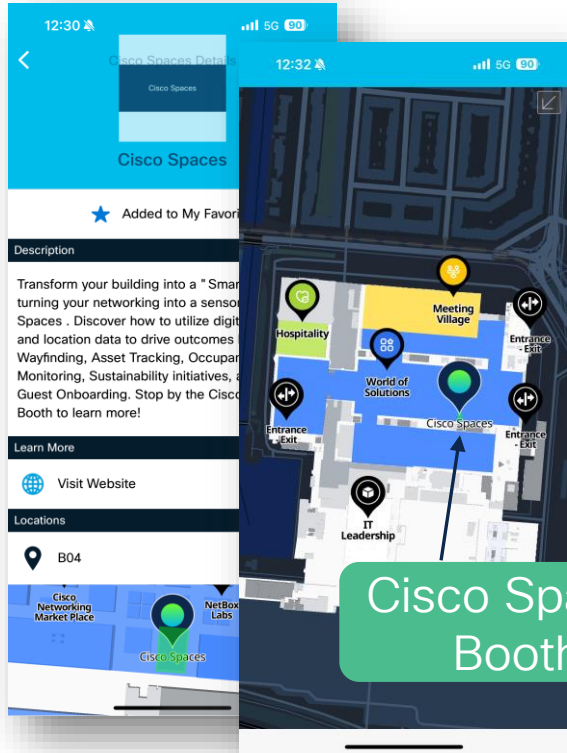 12:30
5G 90
Cisco Spaces Details
Cisco Spaces
Cisco Spaces
Added to My Favori
Description
Transform your building into a "Smar
turning your networking into a sensor
Spaces . Discover how to utilize digit
and location data to drive outcomes
Wayfinding, Asset Tracking, Occupan
Monitoring, Sustainability initiatives, a
Guest Onboarding. Stop by the Cisco
Booth to learn more!
Learn More
Visit Website
Locations
B04
Cisco
Networking
Market Place
NetBox
Labs
Cisco Spaces
12:32
5G 90
Meeting
Village
Hospitality
Entrance
- Exit
World of
Solutions
Cisco Spaces
Entrance
- Exit
Entrance
- Exit
IT
Leadership
Cisco Spa
Booth